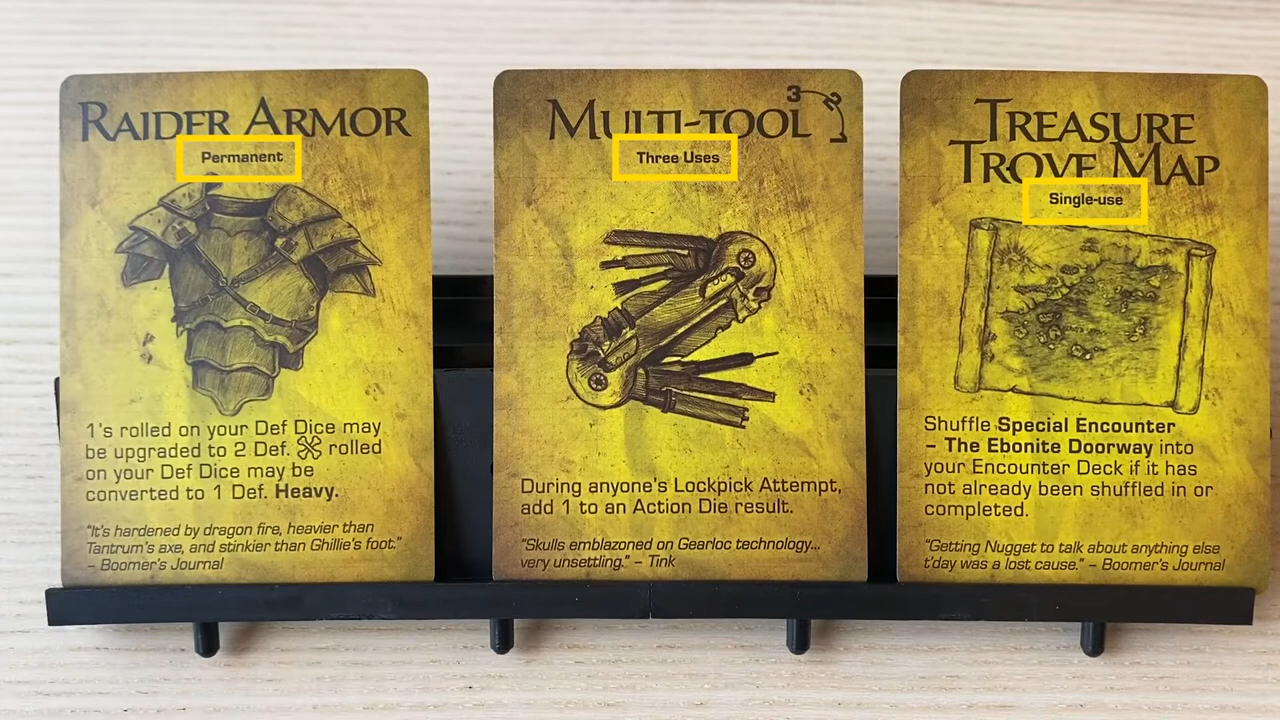 RAIDER ARMOR
Permanent
1's rolled on your Def Dice may
be upgraded to 2 Def. rolled
on your Def Dice may be
converted to 1 Def. Heavy.
"It's hardened by dragon fire, heavier than
Tantrum's axe, and stinkier than Ghillie's foot."
– Boomer's Journal
MULTI-TOOL
3
Three Uses
During anyone's Lockpick Attempt,
add 1 to an Action Die result.
"Skulls emblazoned on Gearloc technology...
very unsettling." – Tink
TREASURE
TROVE MAP
Single-use
Shuffle Special Encounter
– The Ebonite Doorway into
your Encounter Deck if it has
not already been shuffled in or
completed.
"Getting Nugget to talk about anything else
t'day was a lost cause." – Boomer's Journal